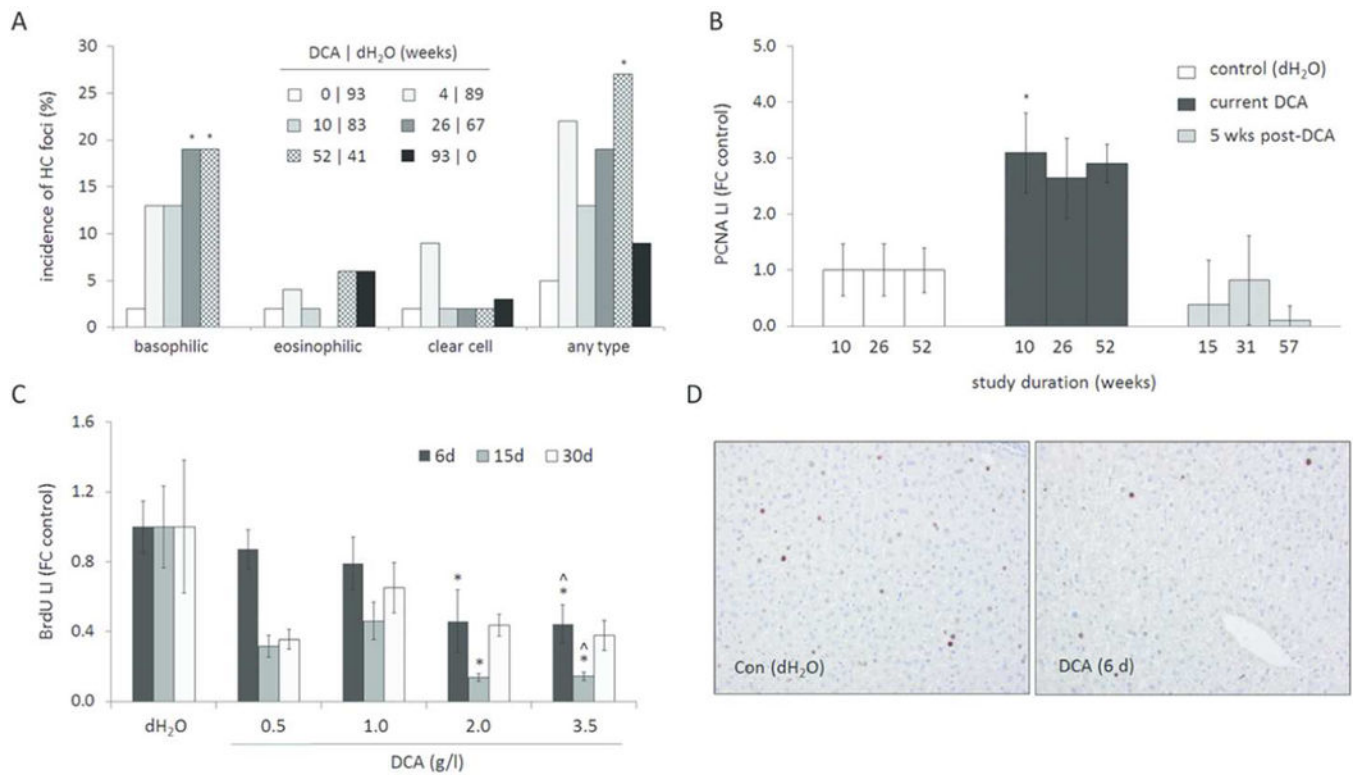 A
30
25
20
15
10
5
0
incidence of HC foci (%)
DCA | dH₂O (weeks)
0 | 93
4 | 89
10 | 83
26 | 67
52 | 41
93 | 0
*
*
*
basophilic
eosinophilic
clear cell
any type
B
5.0
4.0
3.0
2.0
1.0
0.0
PCNA LI (FC control)
control (dH₂O)
current DCA
5 wks post-DCA
*
10 26 52
10 26 52
15 31 57
study duration (weeks)
C
1.6
1.2
0.8
0.4
0.0
BrdU LI (FC control)
6d
15d
30d
*
*
^
**
^
*
dH₂O
0.5
1.0
2.0
3.5
DCA (g/l)
D
Con (dH₂O)
DCA (6 d)